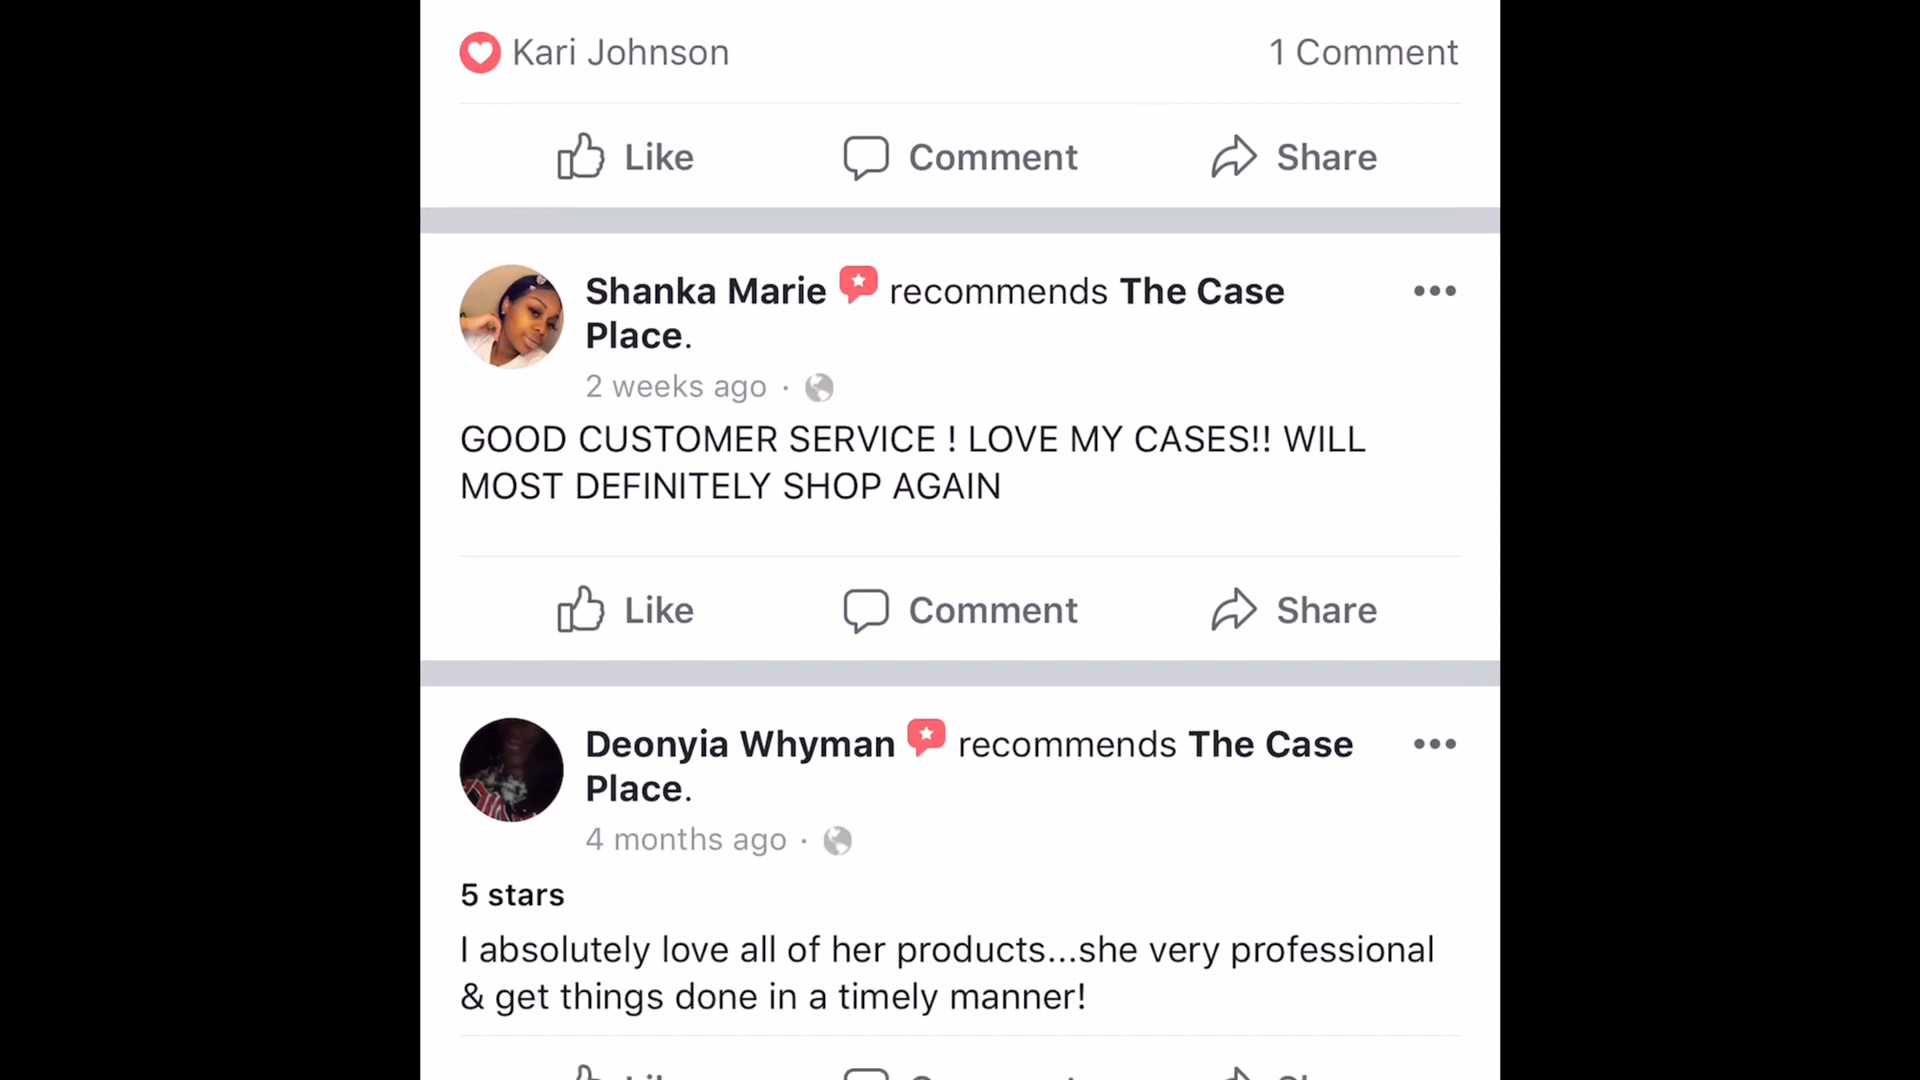 Kari Johnson 1 Comment
Like Comment Share
Shanka Marie recommends The Case
Place.
2 weeks ago ·
GOOD CUSTOMER SERVICE ! LOVE MY CASES!! WILL
MOST DEFINITELY SHOP AGAIN
Like Comment Share
Deonyia Whyman recommends The Case
Place.
4 months ago ·
5 stars
I absolutely love all of her products...she very professional
& get things done in a timely manner!